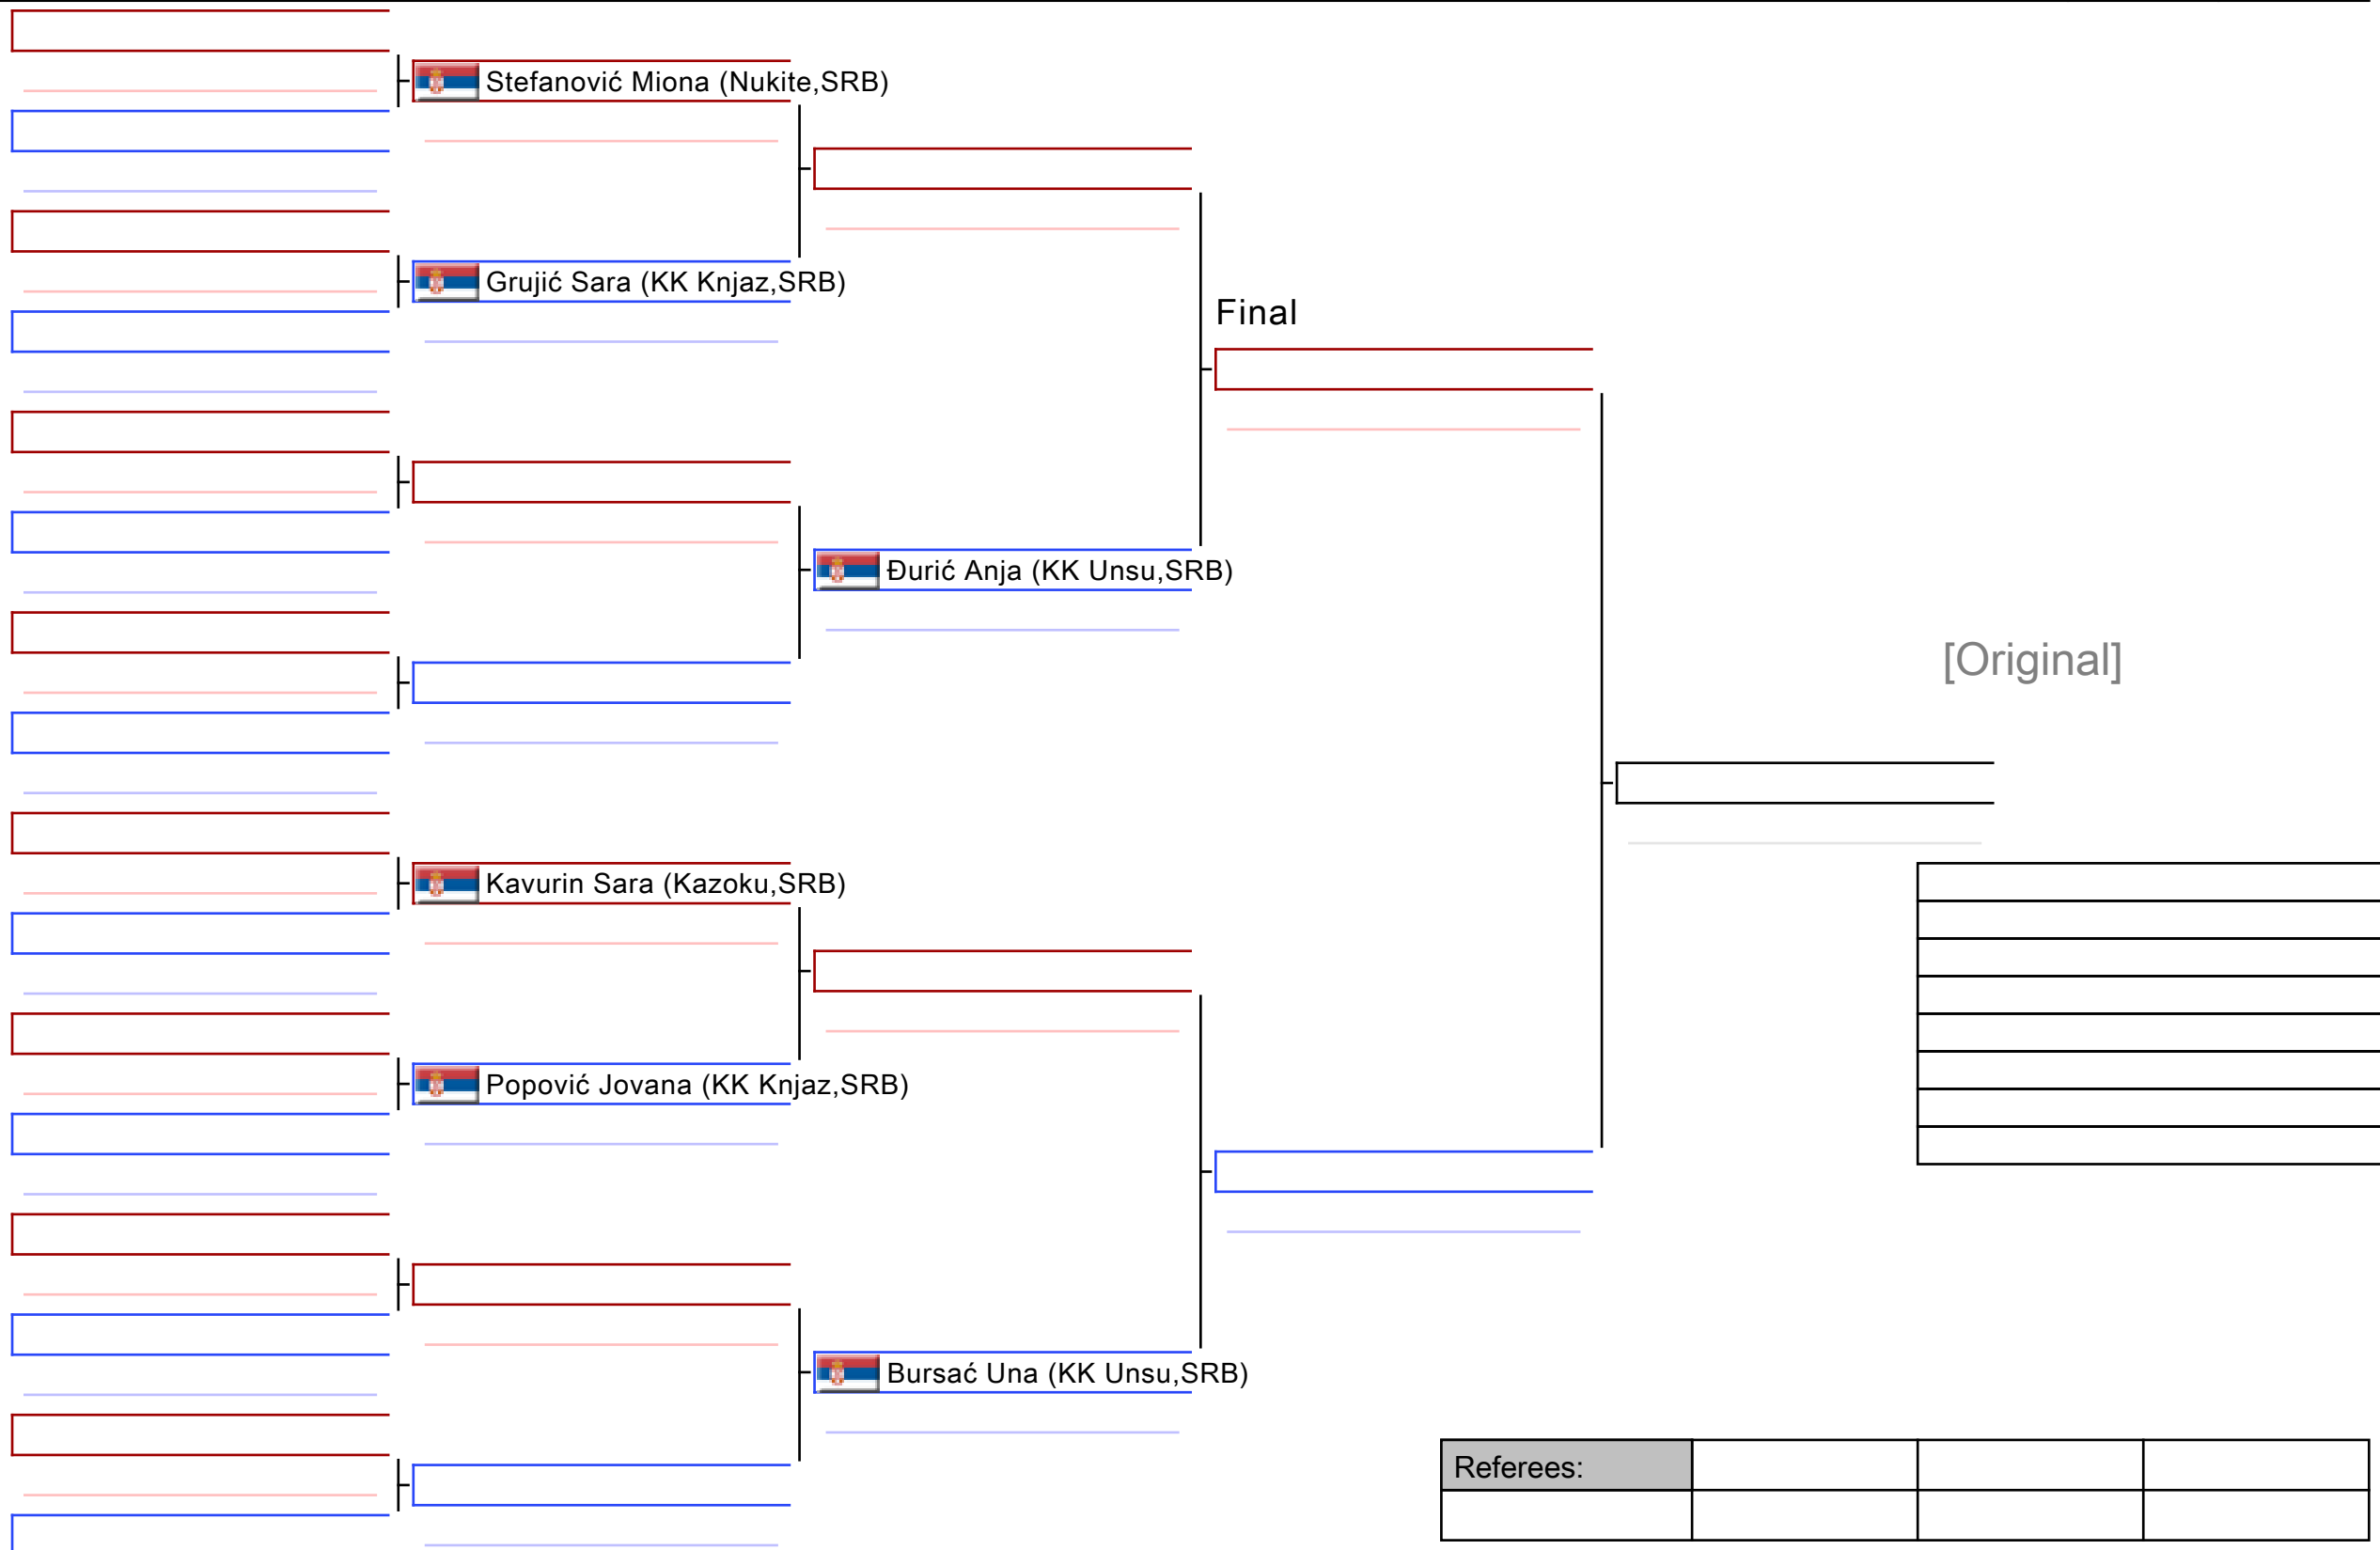 Stefanović Miona (Nukite,SRB)
Grujić Sara (KK Knjaz,SRB)
Final
Đurić Anja (KK Unsu,SRB)
[Original]
Kavurin Sara (Kazoku,SRB)
Popović Jovana (KK Knjaz,SRB)
Bursać Una (KK Unsu,SRB)
Referees: